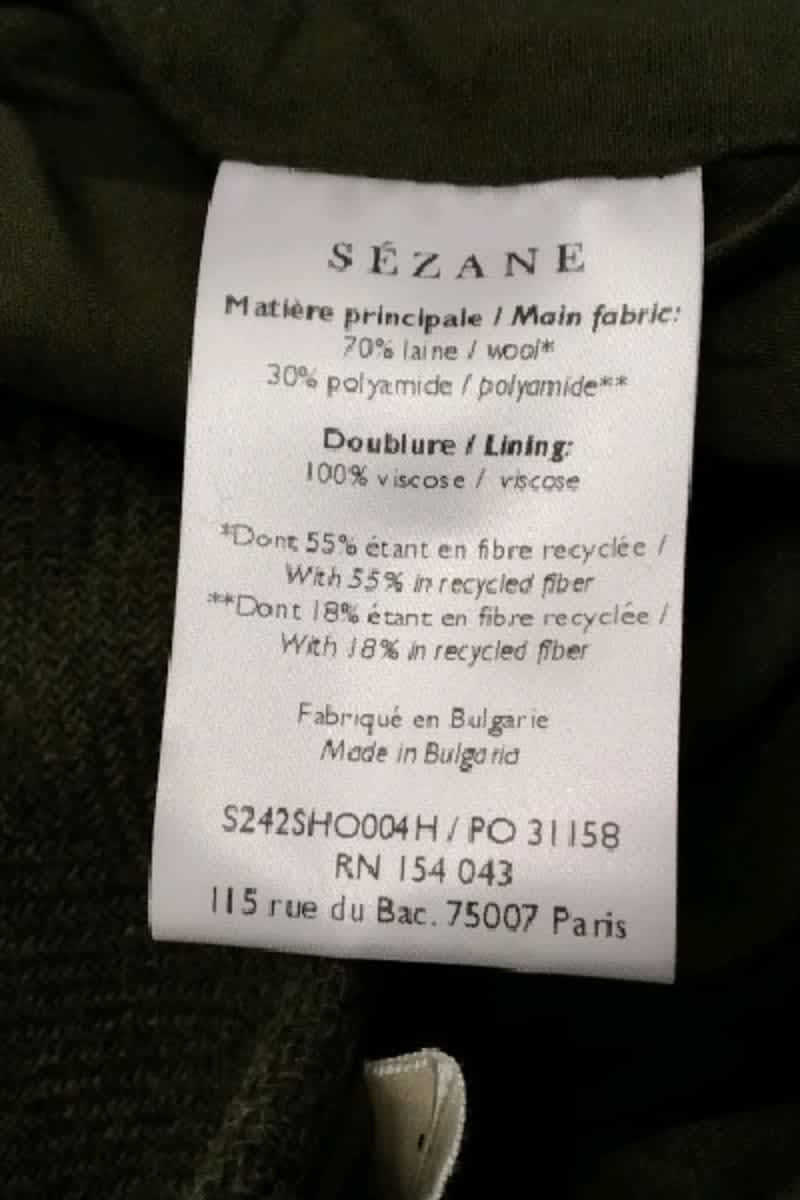 SÉZANE
Matière principale / Main fabric:
70% laine / wool*
30% polyamide / polyamide**
Doublure / Lining:
100% viscose / viscose
*Dont 55% étant en fibre recyclée /
With 55% in recycled fiber
**Dont 18% étant en fibre recyclée /
With 18% in recycled fiber
Fabriqué en Bulgarie
Made in Bulgaria
S242SHO004H / PO 31158
RN 154 043
115 rue du Bac. 75007 Paris